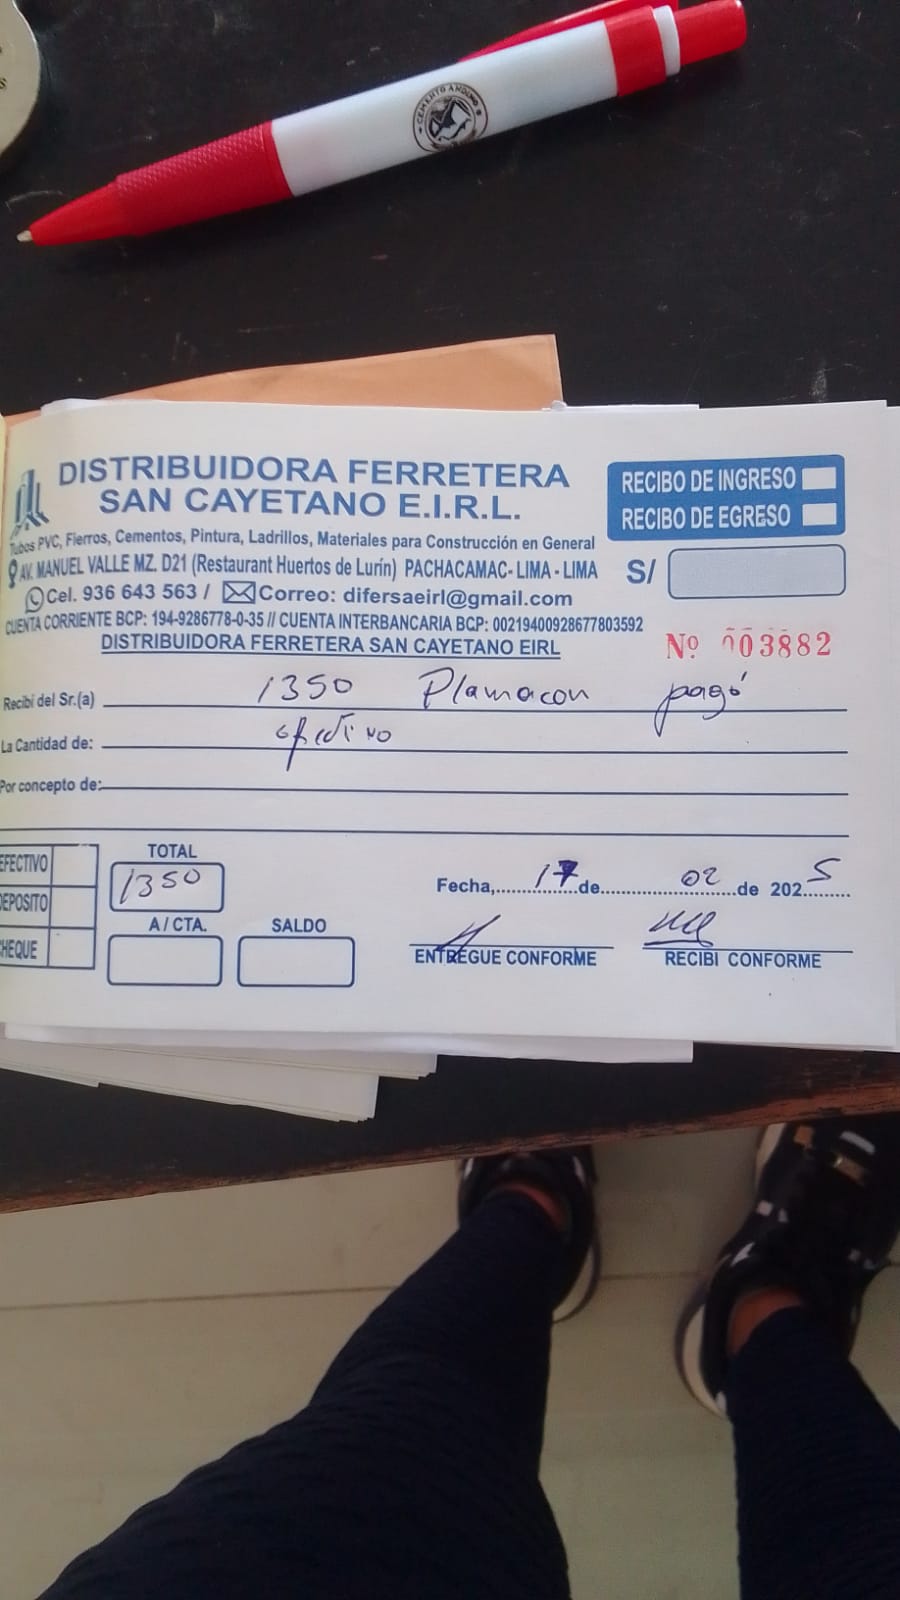 CEMENTO ANDINO
DISTRIBUIDORA FERRETERA
SAN CAYETANO E.I.R.L.
Tubos PVC, Fierros, Cementos, Pintura, Ladrillos, Materiales para Construcción en General
AV. MANUEL VALLE MZ. D21 (Restaurant Huertos de Lurín) PACHACAMAC- LIMA - LIMA
Cel. 936 643 563 / Correo: difersaeirl@gmail.com
CUENTA CORRIENTE BCP: 194-9286778-0-35 // CUENTA INTERBANCARIA BCP: 00219400928677803592
DISTRIBUIDORA FERRETERA SAN CAYETANO EIRL
RECIBO DE INGRESO
RECIBO DE EGRESO
S/
Nº 003882
Recibí del Sr.(a) 1350 Plamacon pagó
La Cantidad de: efectivo
Por concepto de:
EFECTIVO
DEPOSITO
CHEQUE
TOTAL
1350
A / CTA.
SALDO
Fecha,......17.de......02...de 2025
ENTREGUE CONFORME
RECIBI CONFORME